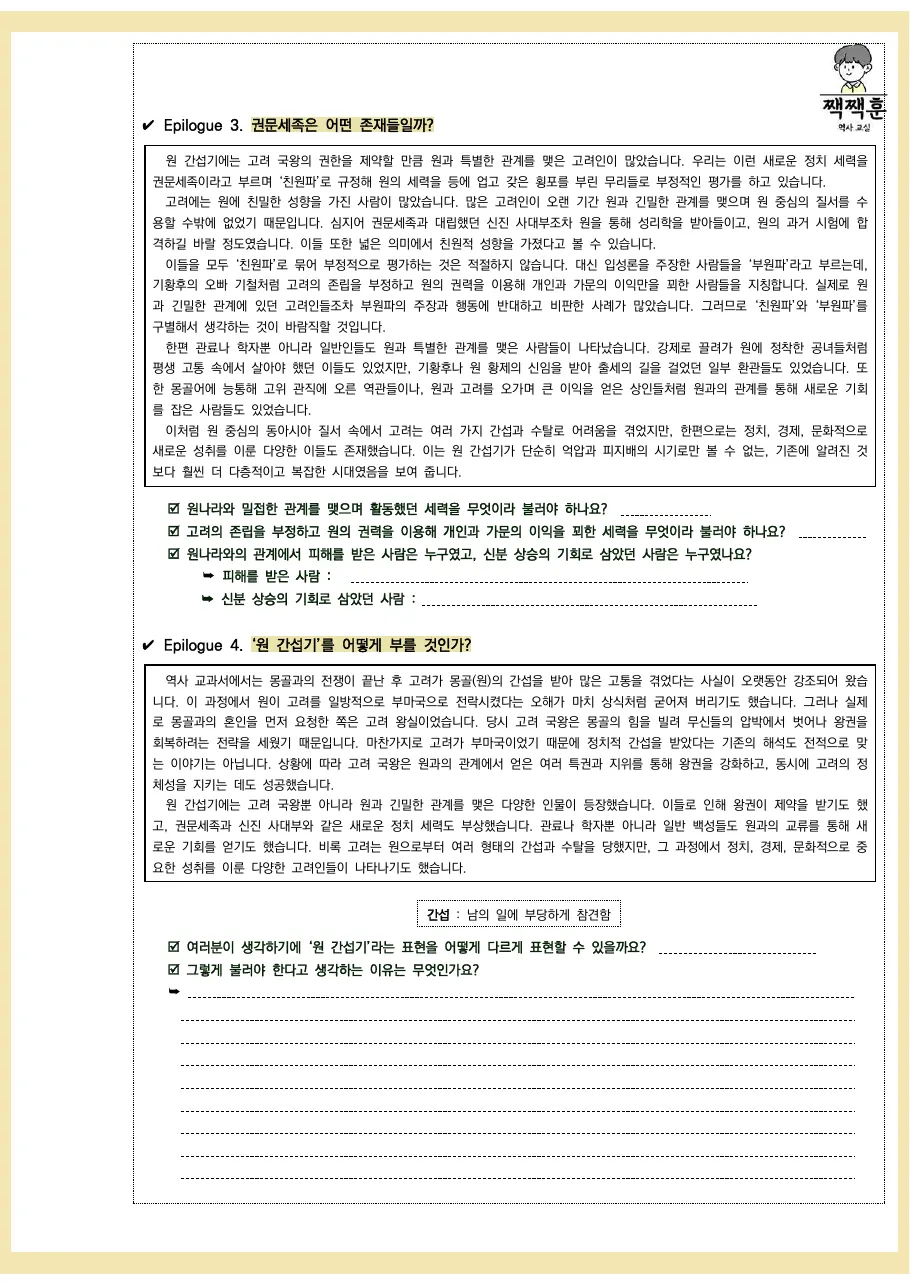 짹짹훈
역사 교실
✔ Epilogue 3. 권문세족은 어떤 존재들일까?
원 간섭기에는 고려 국왕의 권한을 제약할 만큼 원과 특별한 관계를 맺은 고려인이 많았습니다. 우리는 이런 새로운 정치 세력을
권문세족이라고 부르며 ‘친원파’로 규정해 원의 세력을 등에 업고 갖은 횡포를 부린 무리들로 부정적인 평가를 하고 있습니다.
고려에는 원에 친밀한 성향을 가진 사람이 많았습니다. 많은 고려인이 오랜 기간 원과 긴밀한 관계를 맺으며 원 중심의 질서를 수
용할 수밖에 없었기 때문입니다. 심지어 권문세족과 대립했던 신진 사대부조차 원을 통해 성리학을 받아들이고, 원의 과거 시험에 합
격하길 바랄 정도였습니다. 이들 또한 넓은 의미에서 친원적 성향을 가졌다고 볼 수 있습니다.
이들을 모두 ‘친원파’로 묶어 부정적으로 평가하는 것은 적절하지 않습니다. 대신 입성론을 주장한 사람들을 ‘부원파’라고 부르는데,
기황후의 오빠 기철처럼 고려의 존립을 부정하고 원의 권력을 이용해 개인과 가문의 이익만을 꾀한 사람들을 지칭합니다. 실제로 원
과 긴밀한 관계에 있던 고려인들조차 부원파의 주장과 행동에 반대하고 비판한 사례가 많았습니다. 그러므로 ‘친원파’와 ‘부원파’를
구별해서 생각하는 것이 바람직할 것입니다.
한편 관료나 학자뿐 아니라 일반인들도 원과 특별한 관계를 맺은 사람들이 나타났습니다. 강제로 끌려가 원에 정착한 공녀들처럼
평생 고통 속에서 살아야 했던 이들도 있었지만, 기황후나 원 황제의 신임을 받아 출세의 길을 걸었던 일부 환관들도 있었습니다. 또
한 몽골어에 능통해 고위 관직에 오른 역관들이나, 원과 고려를 오가며 큰 이익을 얻은 상인들처럼 원과의 관계를 통해 새로운 기회
를 잡은 사람들도 있었습니다.
이처럼 원 중심의 동아시아 질서 속에서 고려는 여러 가지 간섭과 수탈로 어려움을 겪었지만, 한편으로는 정치, 경제, 문화적으로
새로운 성취를 이룬 다양한 이들도 존재했습니다. 이는 원 간섭기가 단순히 억압과 피지배의 시기로만 볼 수 없는, 기존에 알려진 것
보다 훨씬 더 다층적이고 복잡한 시대였음을 보여 줍니다.
☑ 원나라와 밀접한 관계를 맺으며 활동했던 세력을 무엇이라 불러야 하나요?
☑ 고려의 존립을 부정하고 원의 권력을 이용해 개인과 가문의 이익을 꾀한 세력을 무엇이라 불러야 하나요?
☑ 원나라와의 관계에서 피해를 받은 사람은 누구였고, 신분 상승의 기회로 삼았던 사람은 누구였나요?
➥ 피해를 받은 사람 :
➥ 신분 상승의 기회로 삼았던 사람 :
✔ Epilogue 4. ‘원 간섭기’를 어떻게 부를 것인가?
역사 교과서에서는 몽골과의 전쟁이 끝난 후 고려가 몽골(원)의 간섭을 받아 많은 고통을 겪었다는 사실이 오랫동안 강조되어 왔습
니다. 이 과정에서 원이 고려를 일방적으로 부마국으로 전락시켰다는 오해가 마치 상식처럼 굳어져 버리기도 했습니다. 그러나 실제
로 몽골과의 혼인을 먼저 요청한 쪽은 고려 왕실이었습니다. 당시 고려 국왕은 몽골의 힘을 빌려 무신들의 압박에서 벗어나 왕권을
회복하려는 전략을 세웠기 때문입니다. 마찬가지로 고려가 부마국이었기 때문에 정치적 간섭을 받았다는 기존의 해석도 전적으로 맞
는 이야기는 아닙니다. 상황에 따라 고려 국왕은 원과의 관계에서 얻은 여러 특권과 지위를 통해 왕권을 강화하고, 동시에 고려의 정
체성을 지키는 데도 성공했습니다.
원 간섭기에는 고려 국왕뿐 아니라 원과 긴밀한 관계를 맺은 다양한 인물이 등장했습니다. 이들로 인해 왕권이 제약을 받기도 했
고, 권문세족과 신진 사대부와 같은 새로운 정치 세력도 부상했습니다. 관료나 학자뿐 아니라 일반 백성들도 원과의 교류를 통해 새
로운 기회를 얻기도 했습니다. 비록 고려는 원으로부터 여러 형태의 간섭과 수탈을 당했지만, 그 과정에서 정치, 경제, 문화적으로 중
요한 성취를 이룬 다양한 고려인들이 나타나기도 했습니다.
간섭 : 남의 일에 부당하게 참견함
☑ 여러분이 생각하기에 ‘원 간섭기’라는 표현을 어떻게 다르게 표현할 수 있을까요?
☑ 그렇게 불러야 한다고 생각하는 이유는 무엇인가요?
➥